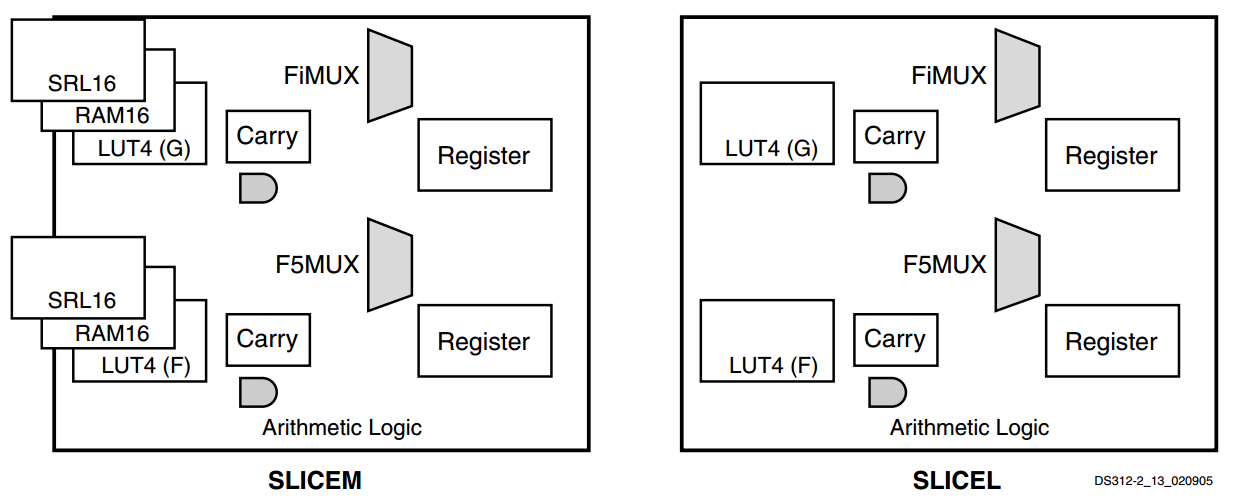 SRL16
RAM16
LUT4 (G)
Carry
FiMUX
Register
SRL16
RAM16
LUT4 (F)
Carry
F5MUX
Register
Arithmetic Logic
SLICEM
LUT4 (G)
Carry
FiMUX
Register
LUT4 (F)
Carry
F5MUX
Register
Arithmetic Logic
SLICEL
DS312-2_13_020905